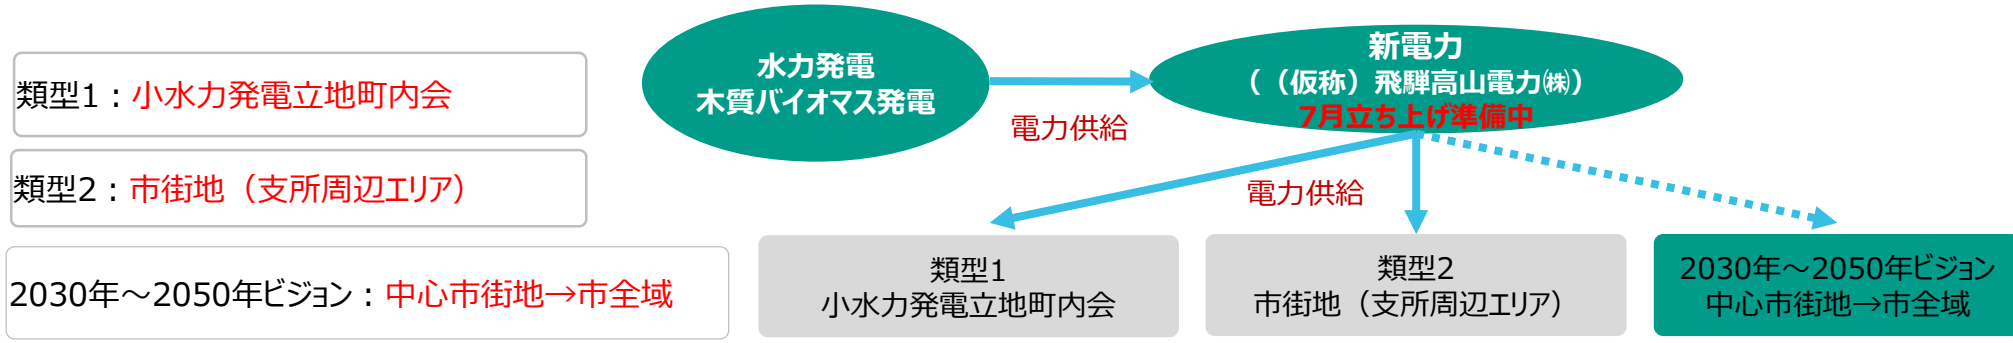 類型1：小水力発電立地町内会
類型2：市街地（支所周辺エリア）
2030年～2050年ビジョン：中心市街地→市全域
水力発電
木質バイオマス発電
電力供給
新電力
（（仮称）飛騨高山電力㈱）
7月立ち上げ準備中
電力供給
類型1
小水力発電立地町内会
類型2
市街地（支所周辺エリア）
2030年～2050年ビジョン
中心市街地→市全域